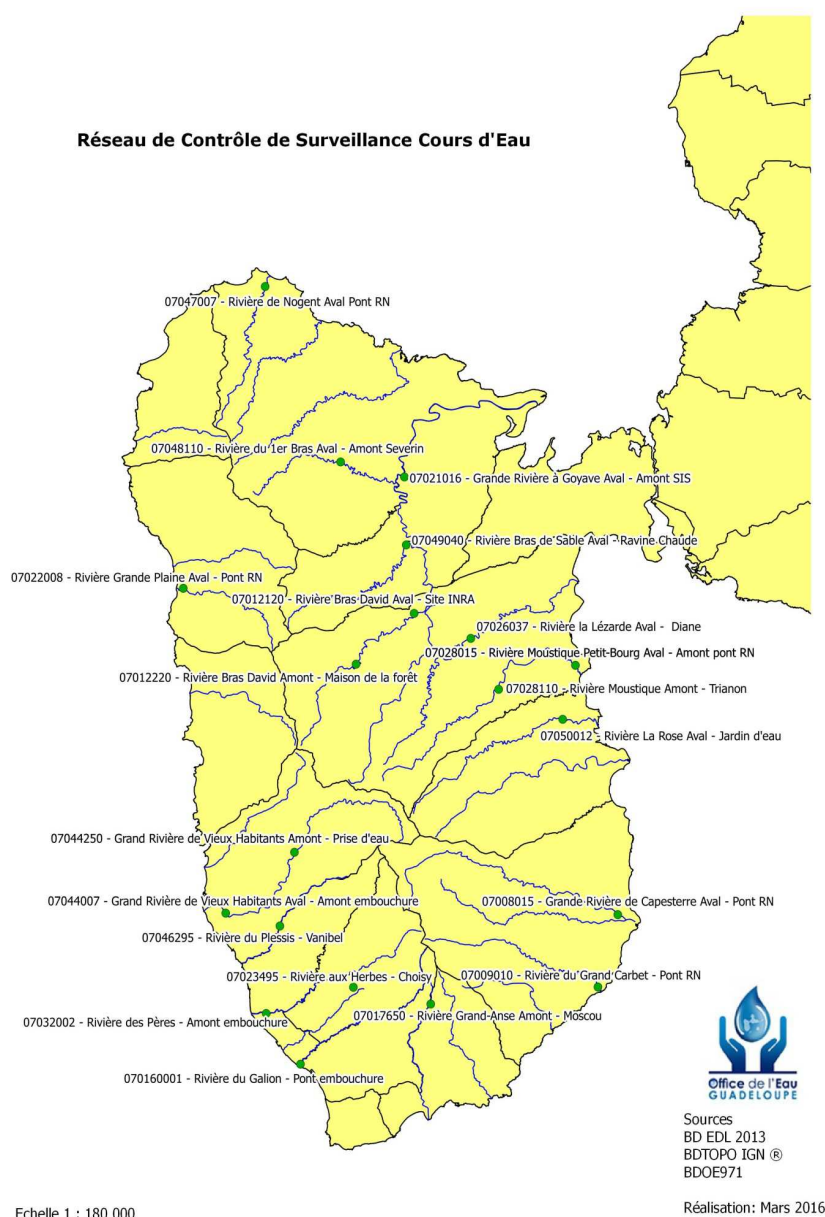 Réseau de Contrôle de Surveillance Cours d'Eau
07047007 - Rivière de Nogent Aval Pont RN
07048110 - Rivière du 1er Bras Aval - Amont Severin
07021016 - Grande Rivière à Goyave Aval - Amont SIS
07049040 - Rivière Bras de Sable Aval - Ravine Chaude
07022008 - Rivière Grande Plaine Aval - Pont RN
07012120 - Rivière Bras David Aval - Site INRA
07026037 - Rivière la Lézarde Aval - Diane
07028015 - Rivière Moustique Petit-Bourg Aval - Amont pont RN
07012220 - Rivière Bras David Amont - Maison de la forêt
07028110 - Rivière Moustique Amont - Trianon
07050012 - Rivière La Rose Aval - Jardin d'eau
07044250 - Grand Rivière de Vieux Habitants Amont - Prise d'eau
07044007 - Grand Rivière de Vieux Habitants Aval - Amont embouchure
07008015 - Grande Rivière de Capesterre Aval - Pont RN
07046295 - Rivière du Plessis - Vanibel
07023495 - Rivière aux Herbes - Choisy
07009010 - Rivière du Grand Carbet - Pont RN
07032002 - Rivière des Pères - Amont embouchure
07017650 - Rivière Grand-Anse Amont - Moscou
070160001 - Rivière du Galion - Pont embouchure
Office de l'Eau
GUADELOUPE
Sources
BD EDL 2013
BDTOPO IGN ®
BDOE971
Réalisation: Mars 2016
Echelle 1 : 180 000